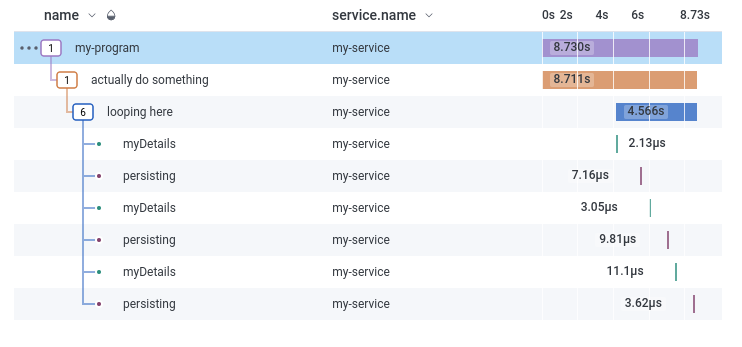 name service.name 0s 2s 4s 6s 8.73s
1 my-program my-service 8.730s
1 actually do something my-service 8.711s
6 looping here my-service 4.566s
myDetails my-service 2.13µs
persisting my-service 7.16µs
myDetails my-service 3.05µs
persisting my-service 9.81µs
myDetails my-service 11.1µs
persisting my-service 3.62µs